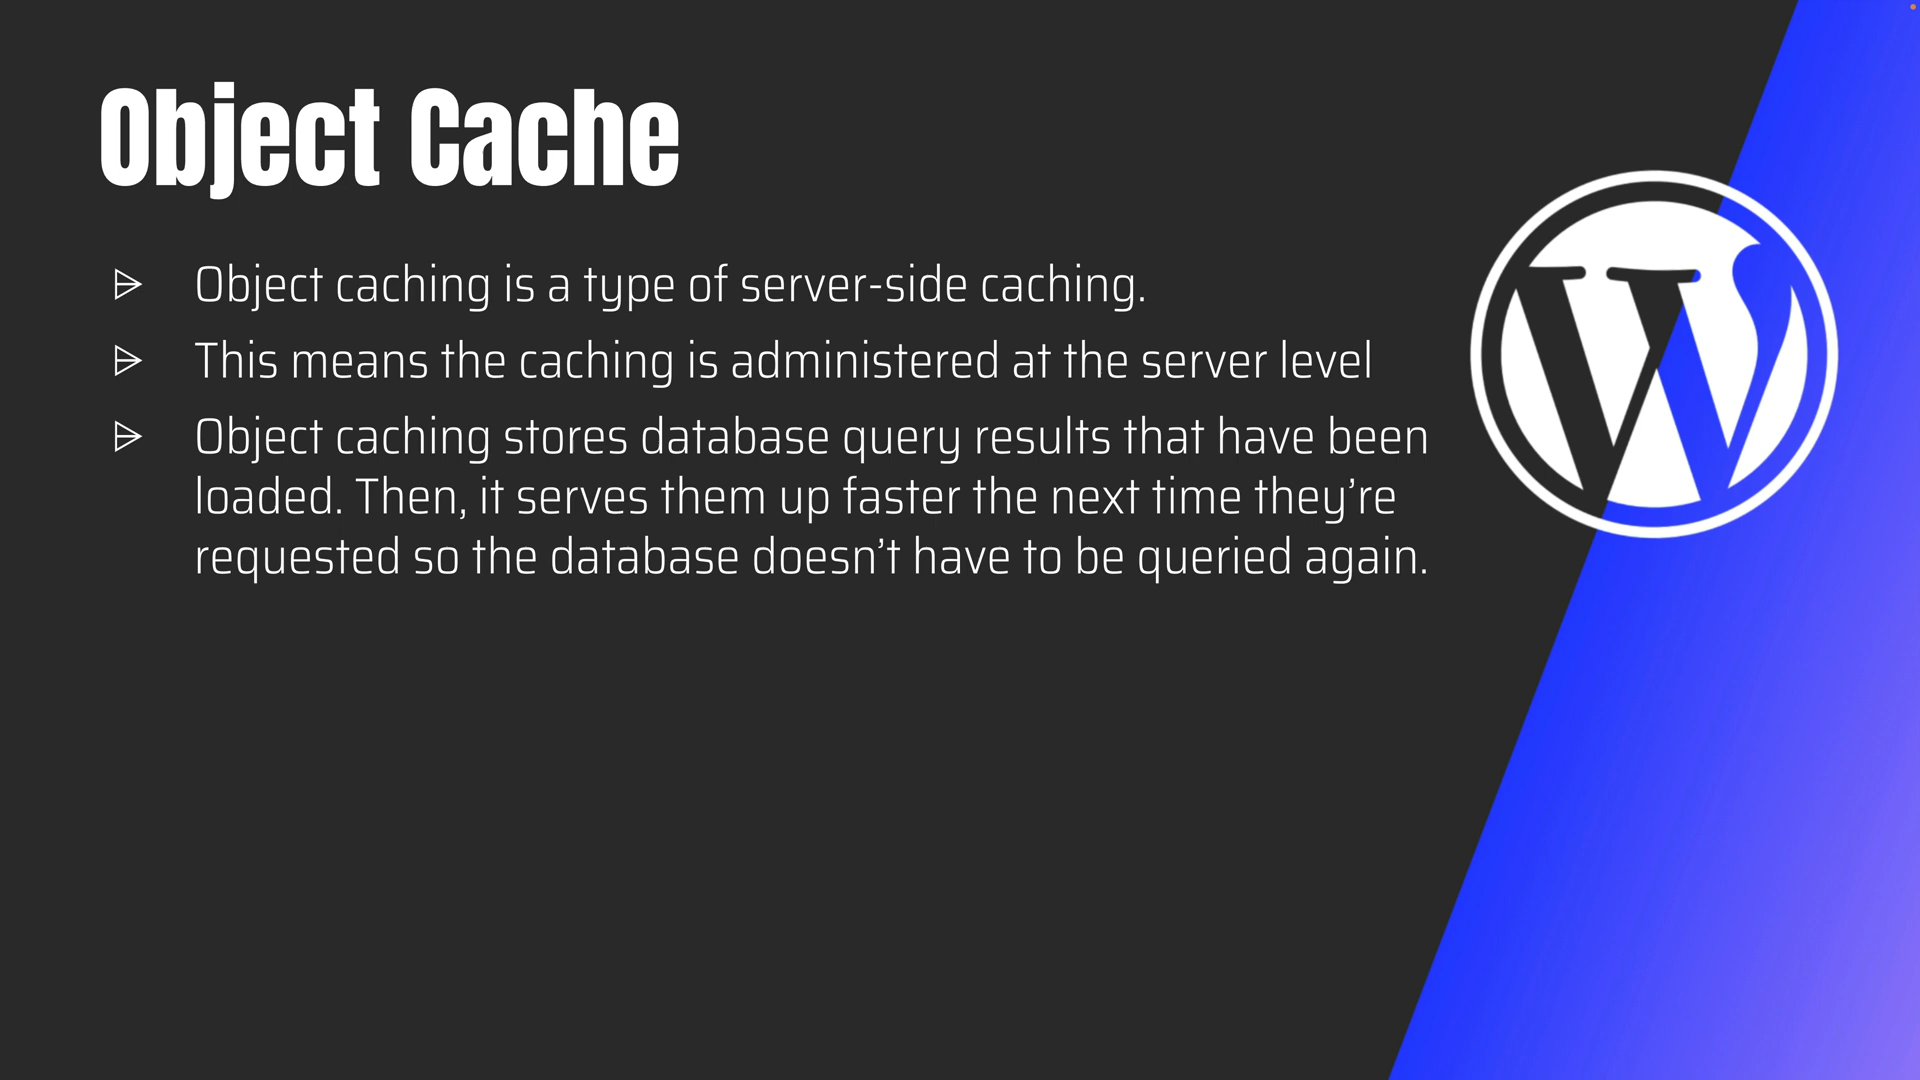 Object Cache
Object caching is a type of server-side caching.
This means the caching is administered at the server level
Object caching stores database query results that have been
loaded. Then, it serves them up faster the next time they’re
requested so the database doesn’t have to be queried again.